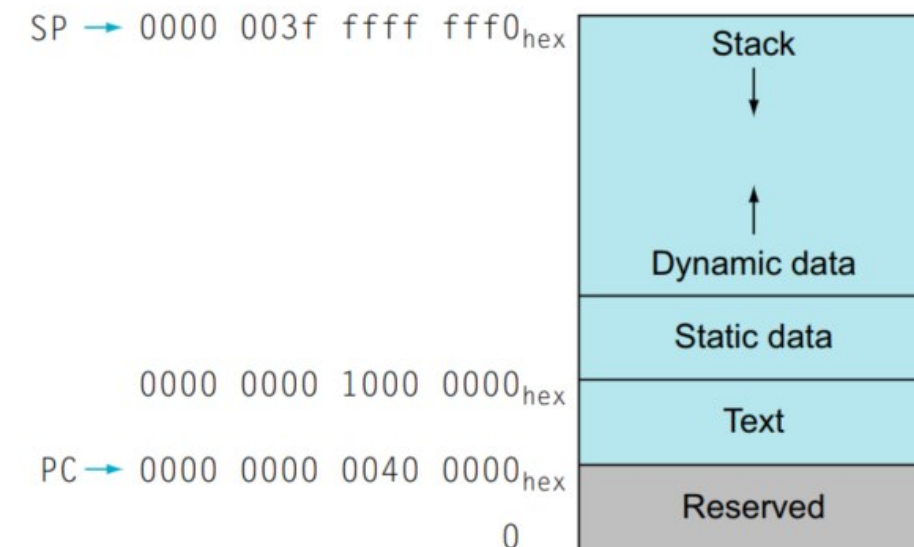 SP → 0000 003f ffff fff0hex
Stack
Dynamic data
Static data
0000 0000 1000 0000hex
Text
PC → 0000 0000 0040 0000hex
Reserved
0